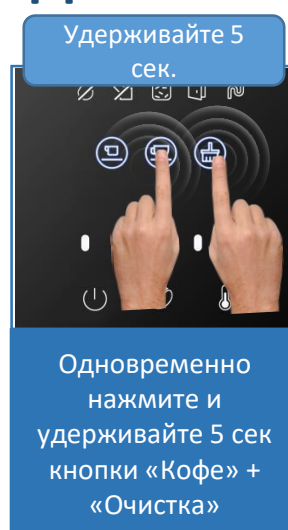 Удерживайте 5
сек.
Одновременно
нажмите и
удерживайте 5 сек
кнопки «Кофе» +
«Очистка»